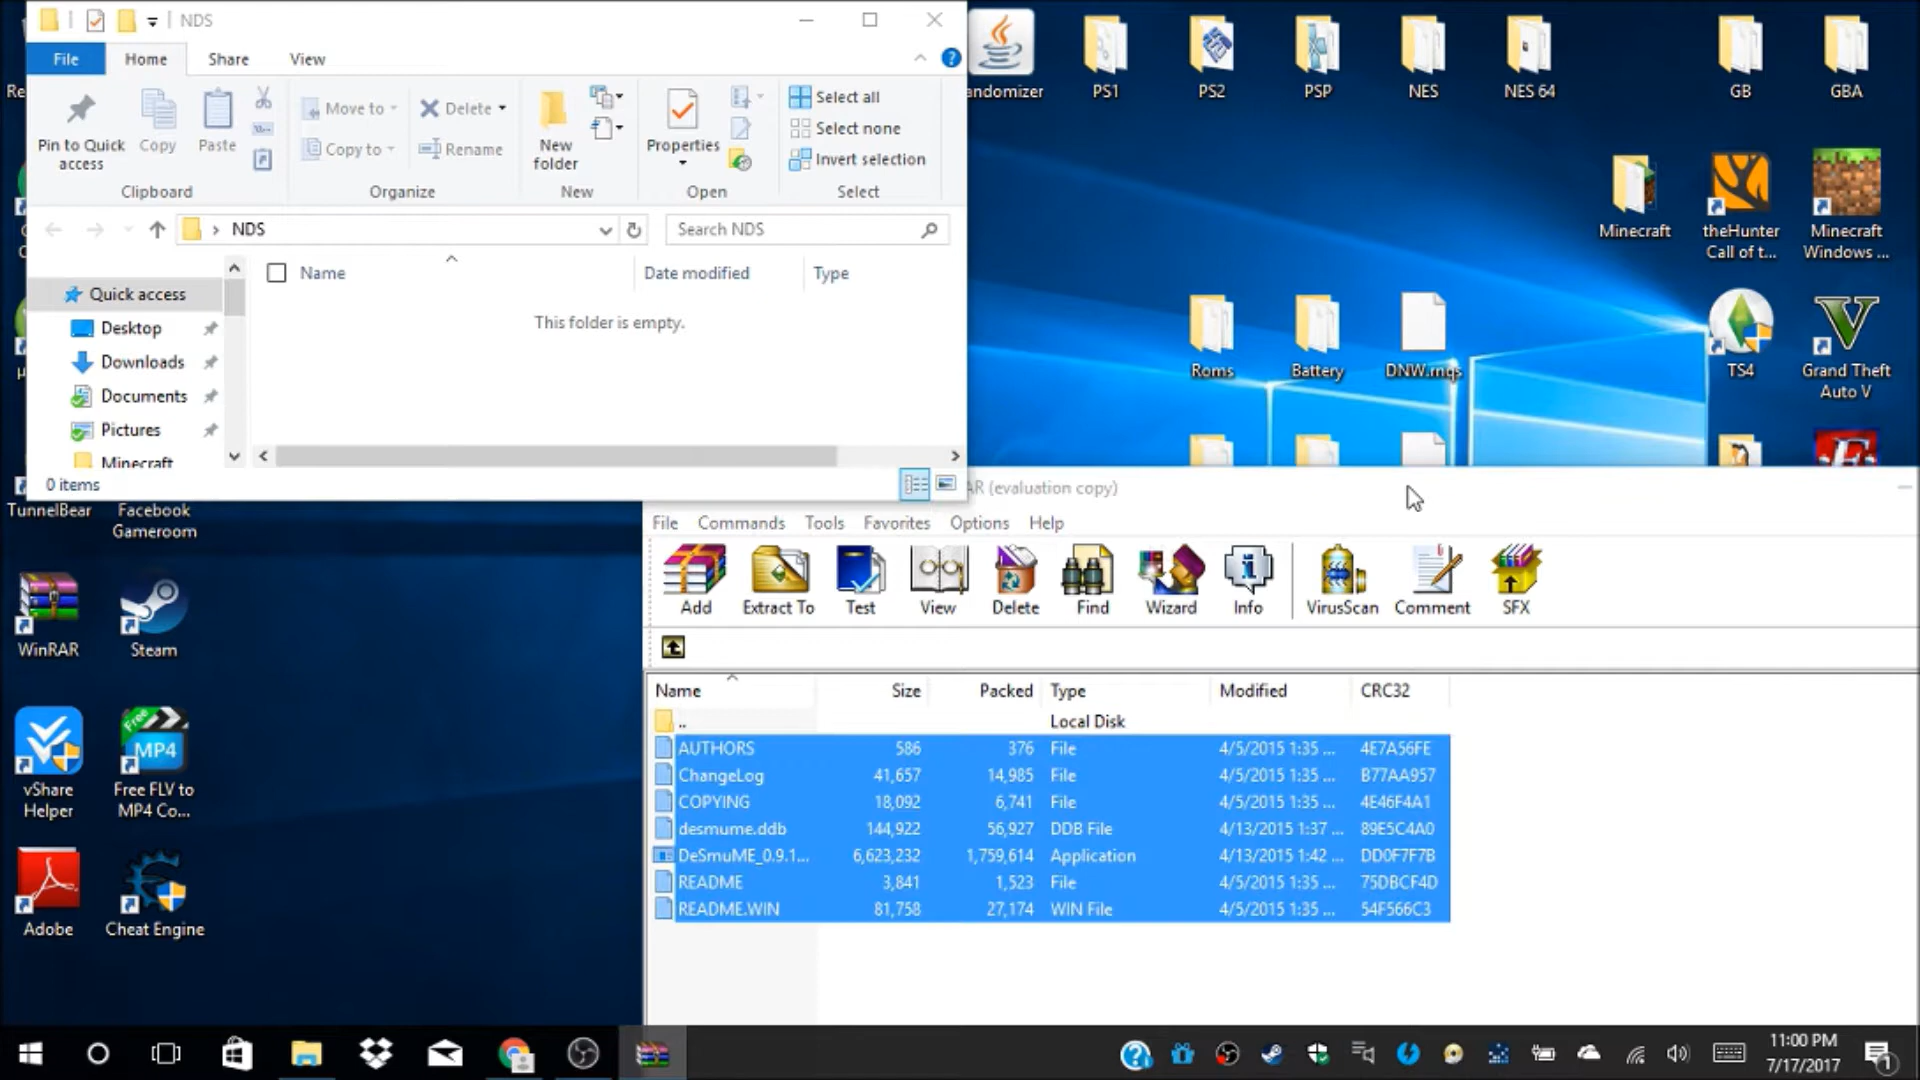 NDS
File
Home
Share
View
Pin to Quick
access
Copy
Paste
Clipboard
Move to
Copy to
Delete
Rename
Organize
New
folder
New
Properties
Open
Select all
Select none
Invert selection
Select
NDS
Search NDS
Name
Date modified
Type
This folder is empty.
Quick access
Desktop
Downloads
Documents
Pictures
Minecraft
0 items
andomizer
PS1
PS2
PSP
NES
NES 64
GB
GBA
Minecraft
theHunter
Call of t...
Minecraft
Windows ...
Roms
Battery
DNW.mqs
TS4
Grand Theft
Auto V
TunnelBear
Facebook
Gameroom
WinRAR
Steam
vShare
Helper
Free
MP4
Free FLV to
MP4 Co...
Adobe
Cheat Engine
AR (evaluation copy)
File
Commands
Tools
Favorites
Options
Help
Add
Extract To
Test
View
Delete
Find
Wizard
Info
VirusScan
Comment
SFX
Name Size Packed Type Modified CRC32
.. Local Disk
AUTHORS 586 376 File 4/5/2015 1:35 ... 4E7A56FE
ChangeLog 41,657 14,985 File 4/5/2015 1:35 ... B77AA957
COPYING 18,092 6,741 File 4/5/2015 1:35 ... 4E46F4A1
desmume.ddb 144,922 56,927 DDB File 4/13/2015 1:37 ... 89E5C4A0
DeSmuME_0.9.1... 6,623,232 1,759,614 Application 4/13/2015 1:42 ... DD0F7F7B
README 3,841 1,523 File 4/5/2015 1:35 ... 75DBCF4D
README.WIN 81,758 27,174 WIN File 4/5/2015 1:35 ... 54F566C3
11:00 PM
7/17/2017
1